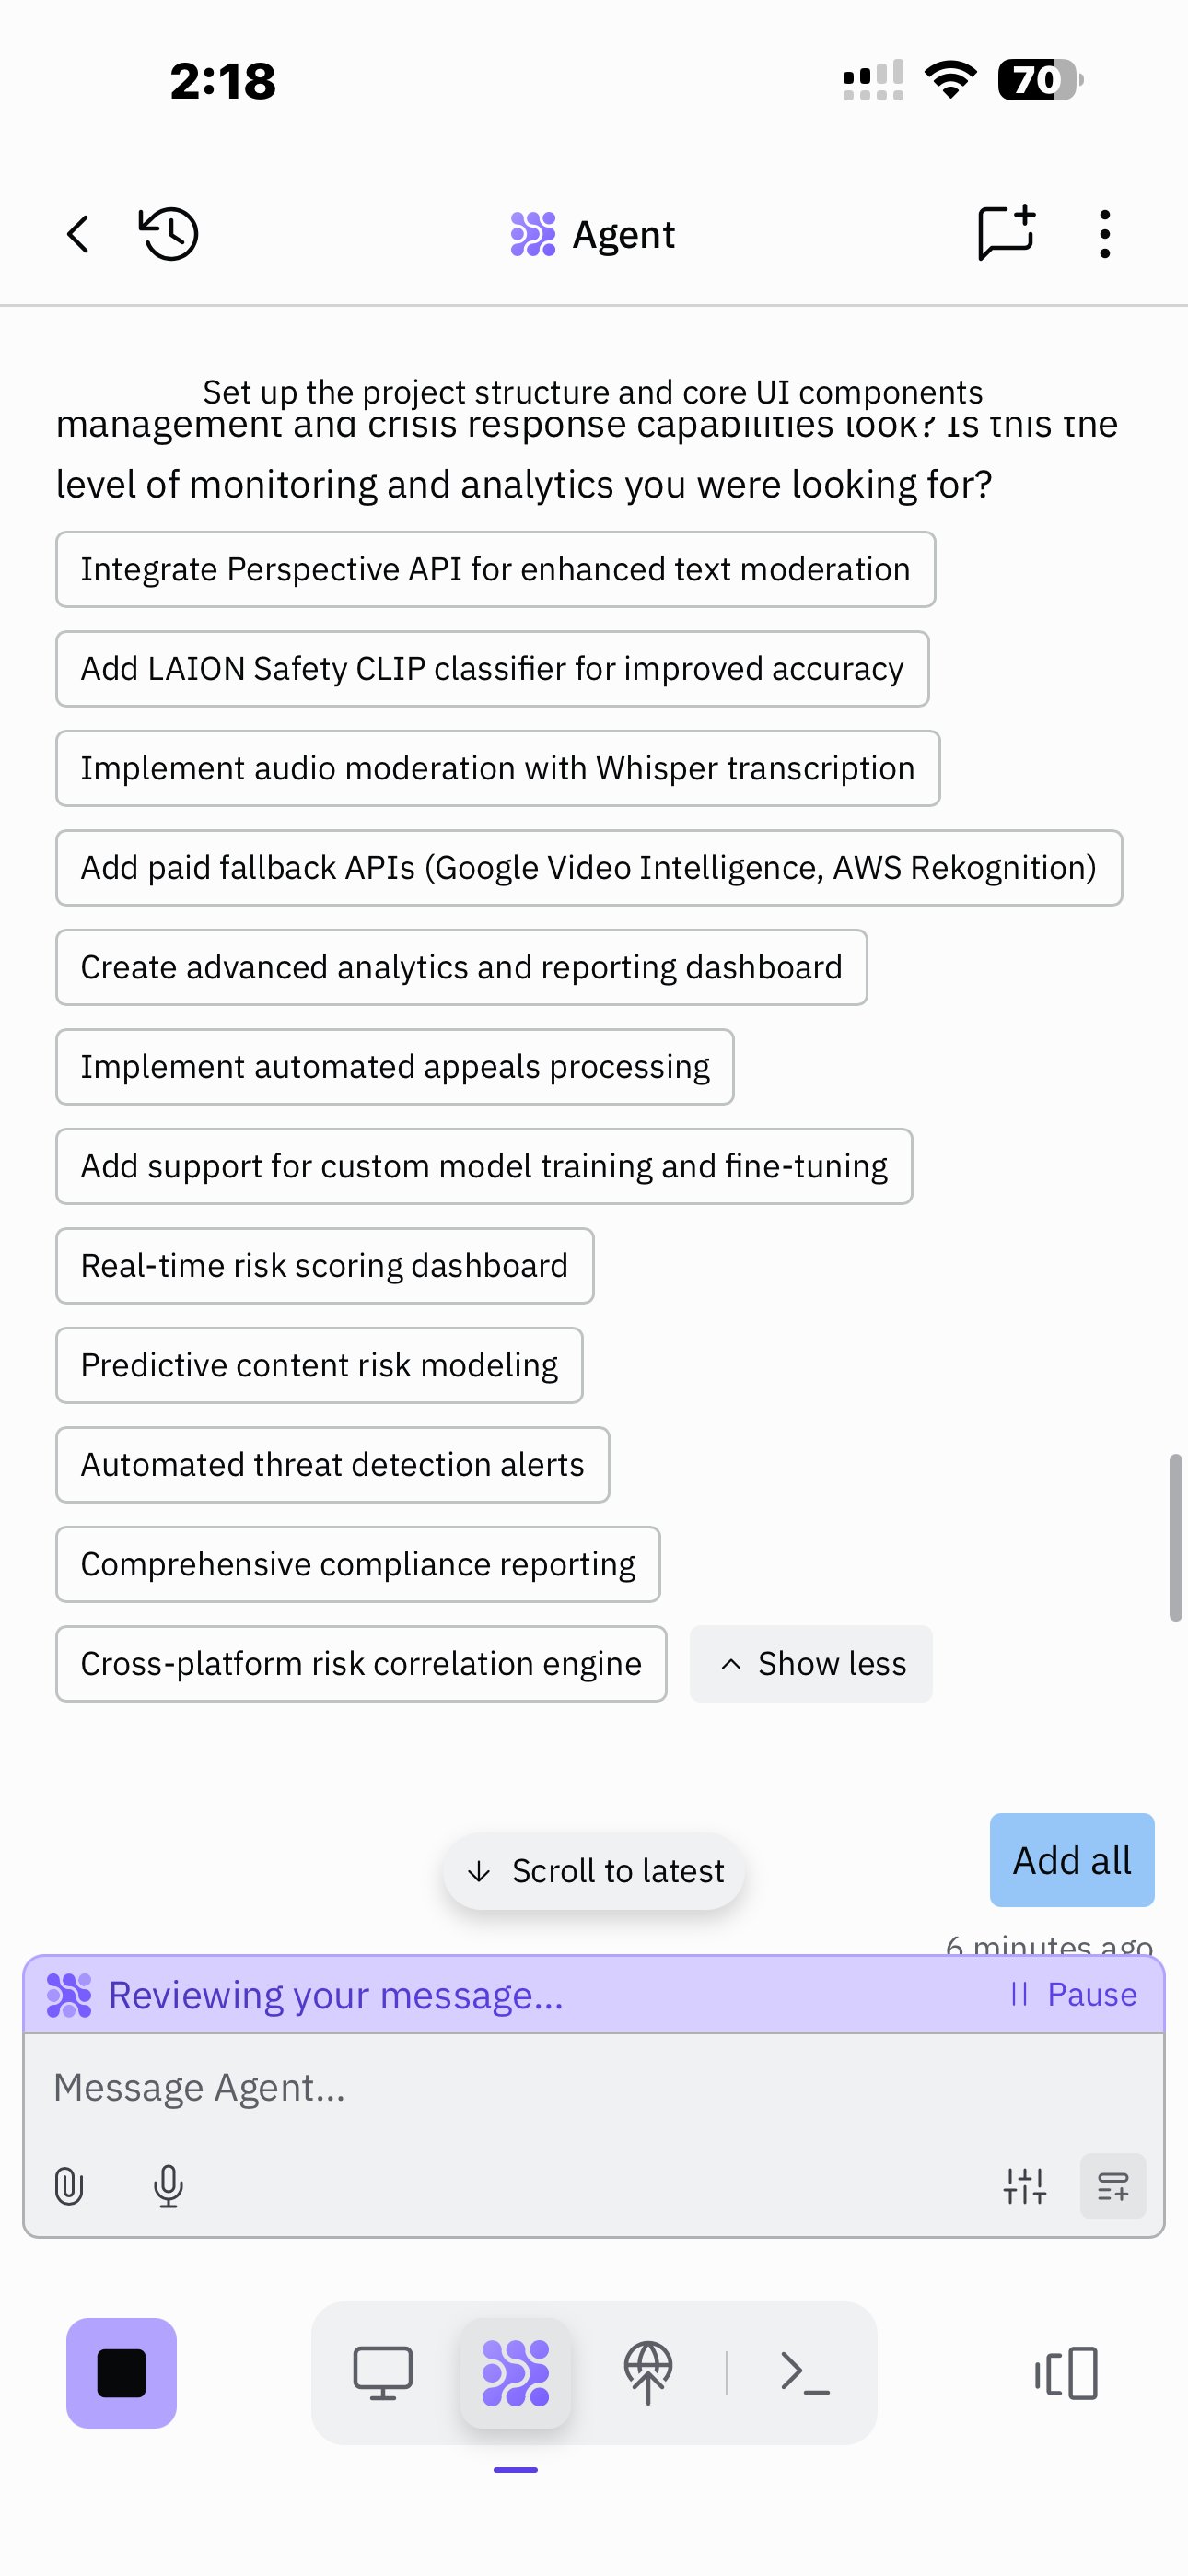 2:18
70
Agent
Set up the project structure and core UI components
management and crisis response capabilities look? Is this the
level of monitoring and analytics you were looking for?
Integrate Perspective API for enhanced text moderation
Add LAION Safety CLIP classifier for improved accuracy
Implement audio moderation with Whisper transcription
Add paid fallback APIs (Google Video Intelligence, AWS Rekognition)
Create advanced analytics and reporting dashboard
Implement automated appeals processing
Add support for custom model training and fine-tuning
Real-time risk scoring dashboard
Predictive content risk modeling
Automated threat detection alerts
Comprehensive compliance reporting
Cross-platform risk correlation engine
Show less
Add all
Scroll to latest
6 minutes ago
Reviewing your message...
Pause
Message Agent...